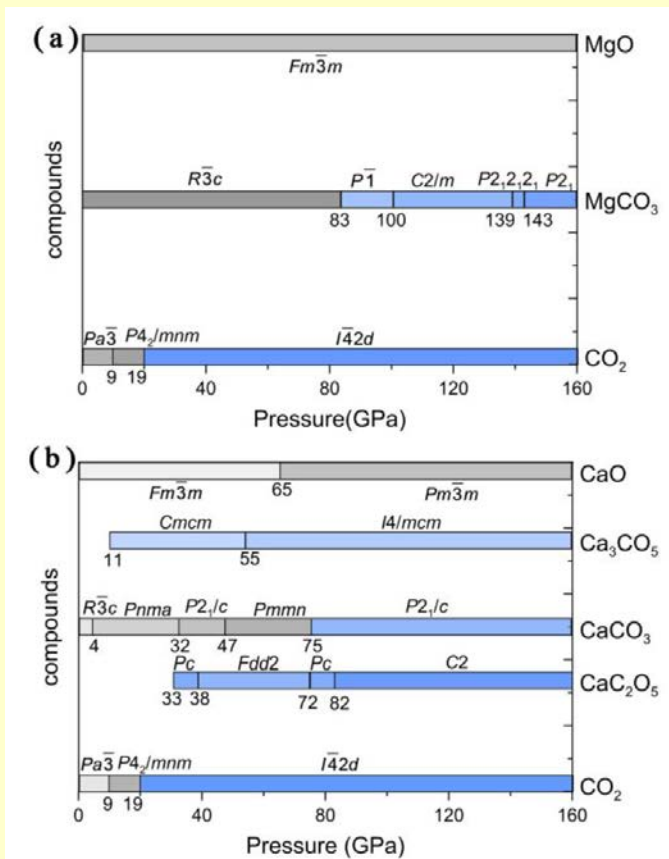 (a)
MgO
Fm3̅m
compounds
R3̅c P1̅ C2/m P2₁2₁2₁ P2₁
MgCO₃
83 100 139 143
Pa3̅ P4₂/mnm I4̅2d
CO₂
9 19
0 40 80 120 160
Pressure(GPa)
(b)
CaO
65
Fm3̅m Pm3̅m
Cmcm I4/mcm
Ca₃CO₅
11 55
compounds
R3̅c Pnma P2₁/c Pmmn P2₁/c
CaCO₃
4 32 47 75
Pc Fdd2 Pc C2
CaC₂O₅
33 38 72 82
Pa3̅ P4₂/mnm I4̅2d
CO₂
9 19
0 40 80 120 160
Pressure (GPa)